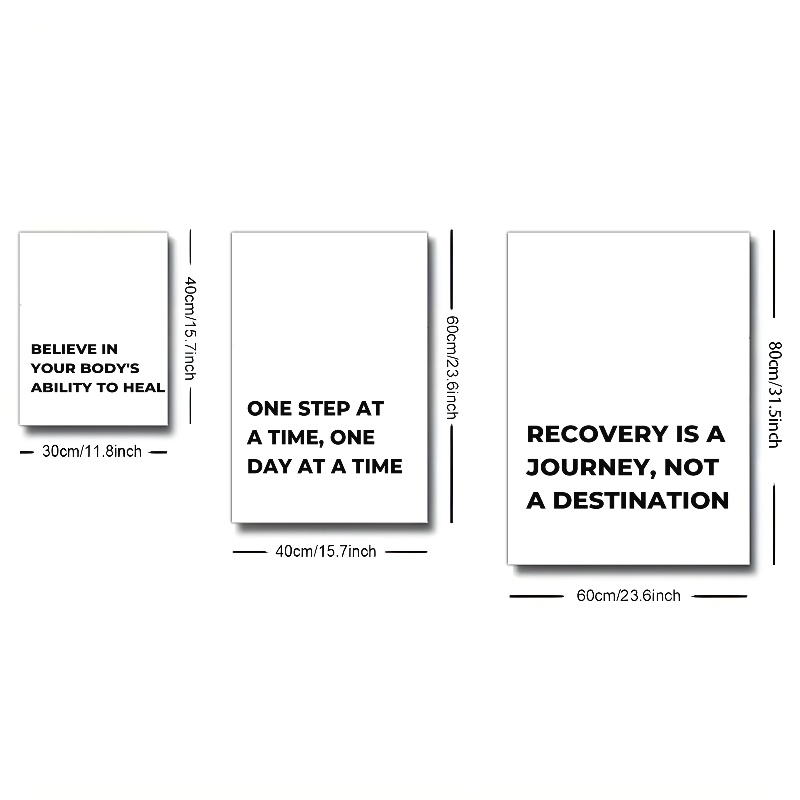 BELIEVE IN
YOUR BODY'S
ABILITY TO HEAL
40cm/15.7inch
30cm/11.8inch
ONE STEP AT
A TIME, ONE
DAY AT A TIME
60cm/23.6inch
40cm/15.7inch
RECOVERY IS A
JOURNEY, NOT
A DESTINATION
80cm/31.5inch
60cm/23.6inch